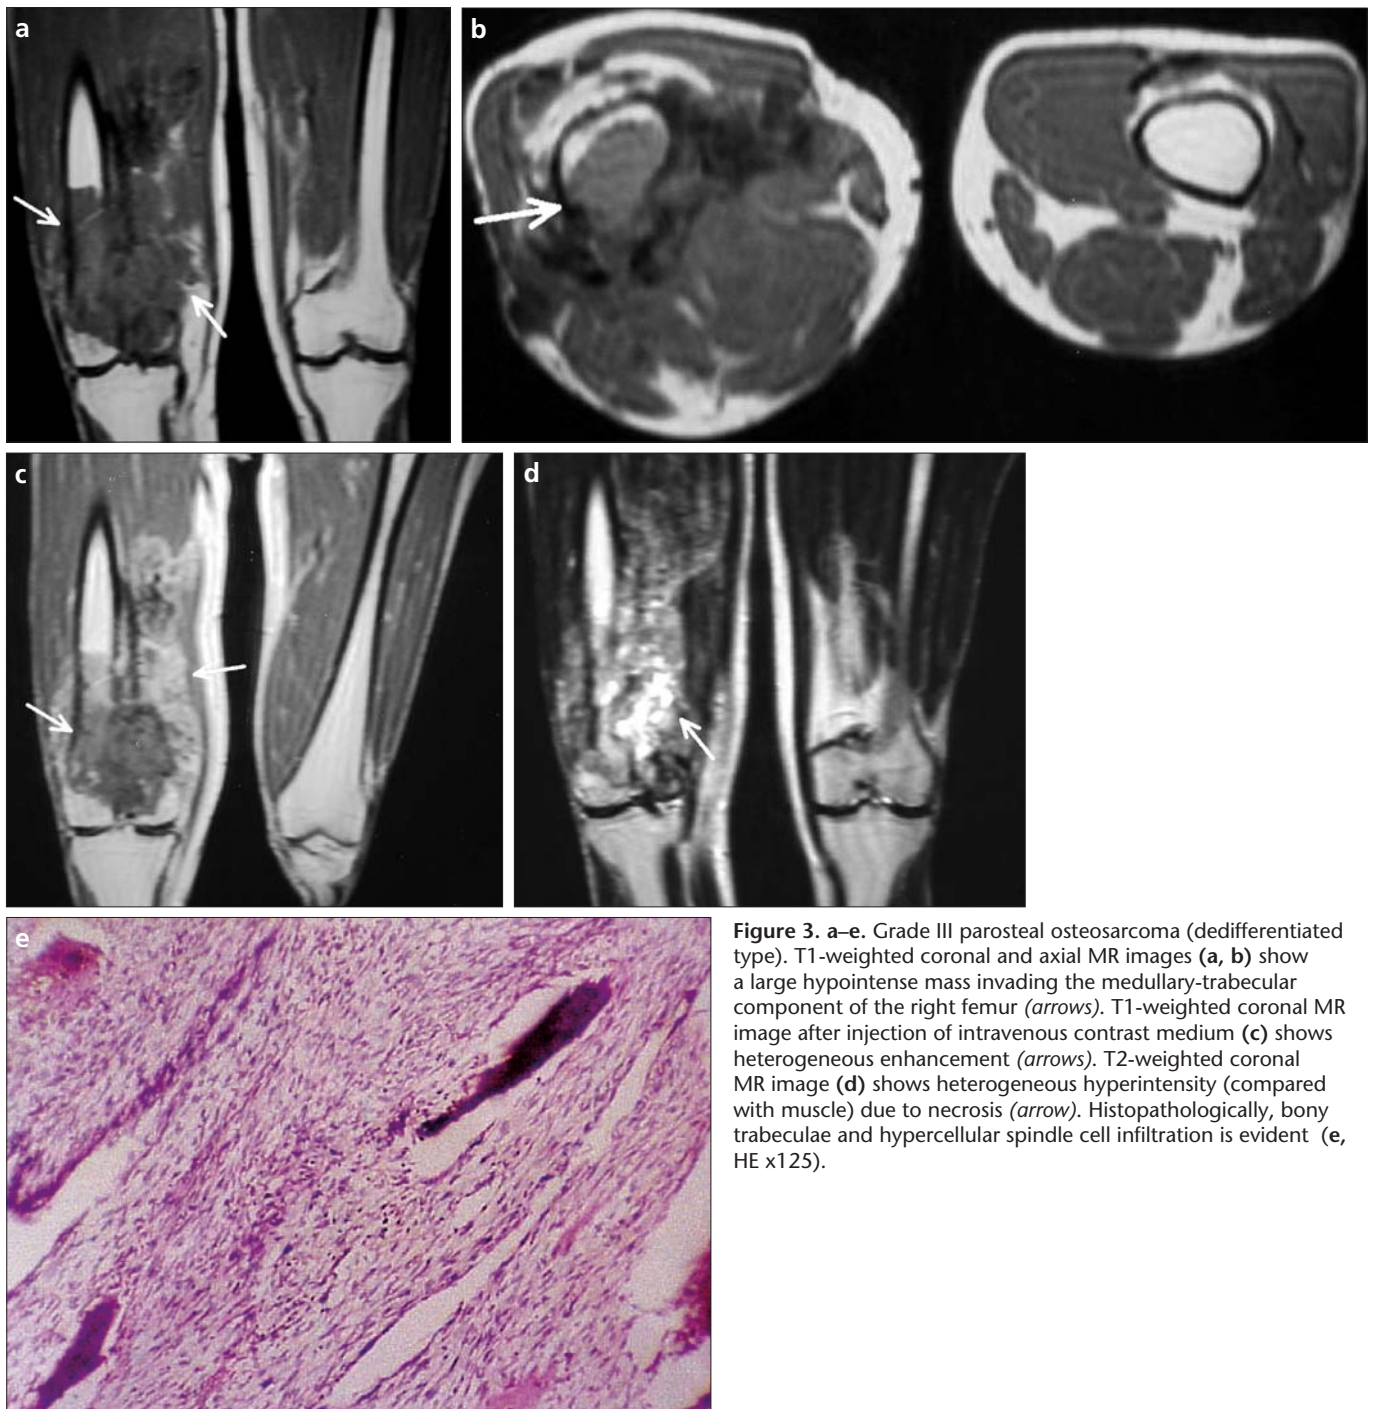 a
b
c
d
e
Figure 3. a–e. Grade III parosteal osteosarcoma (dedifferentiated
type). T1-weighted coronal and axial MR images (a, b) show
a large hypointense mass invading the medullary-trabecular
component of the right femur (arrows). T1-weighted coronal MR
image after injection of intravenous contrast medium (c) shows
heterogeneous enhancement (arrows). T2-weighted coronal
MR image (d) shows heterogeneous hyperintensity (compared
with muscle) due to necrosis (arrow). Histopathologically, bony
trabeculae and hypercellular spindle cell infiltration is evident (e,
HE x125).